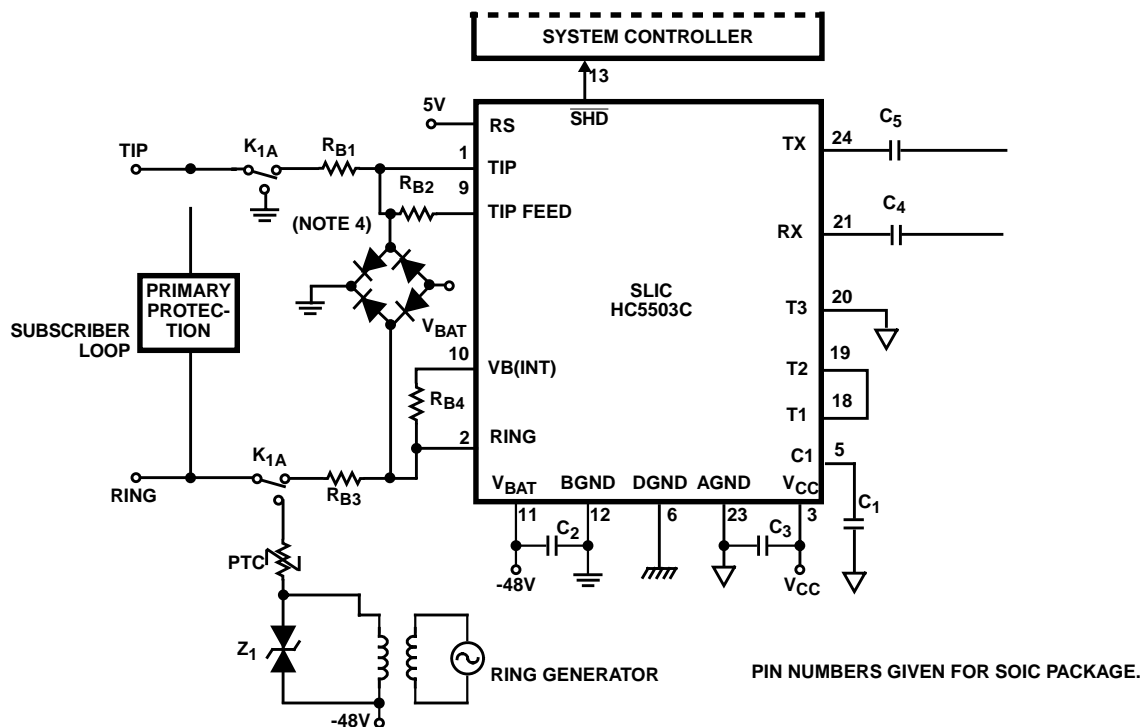 SYSTEM CONTROLLER
13
SHD
5V
RS
TX
24
C5
TIP
K1A
RB1
1
TIP
9
RB2
TIP FEED
(NOTE 4)
RX
21
C4
PRIMARY
PROTEC-
TION
SUBSCRIBER
LOOP
SLIC
HC5503C
T3
20
VBAT
10
VB(INT)
T2
19
RB4
T1
18
2
RING
C1
5
K1A
RING
RB3
VBAT
BGND
DGND
AGND
VCC
11
12
6
23
3
C1
C2
C3
-48V
VCC
PTC
Z1
RING GENERATOR
-48V
PIN NUMBERS GIVEN FOR SOIC PACKAGE.